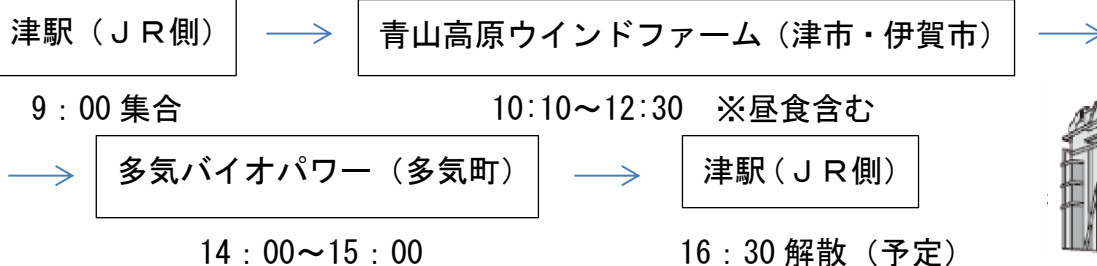 津駅（ＪＲ側） → 青山高原ウインドファーム（津市・伊賀市） →
9：00 集合 10:10～12:30 ※昼食含む
→ 多気バイオパワー（多気町） → 津駅（ＪＲ側）
14：00～15：00 16：30 解散（予定）